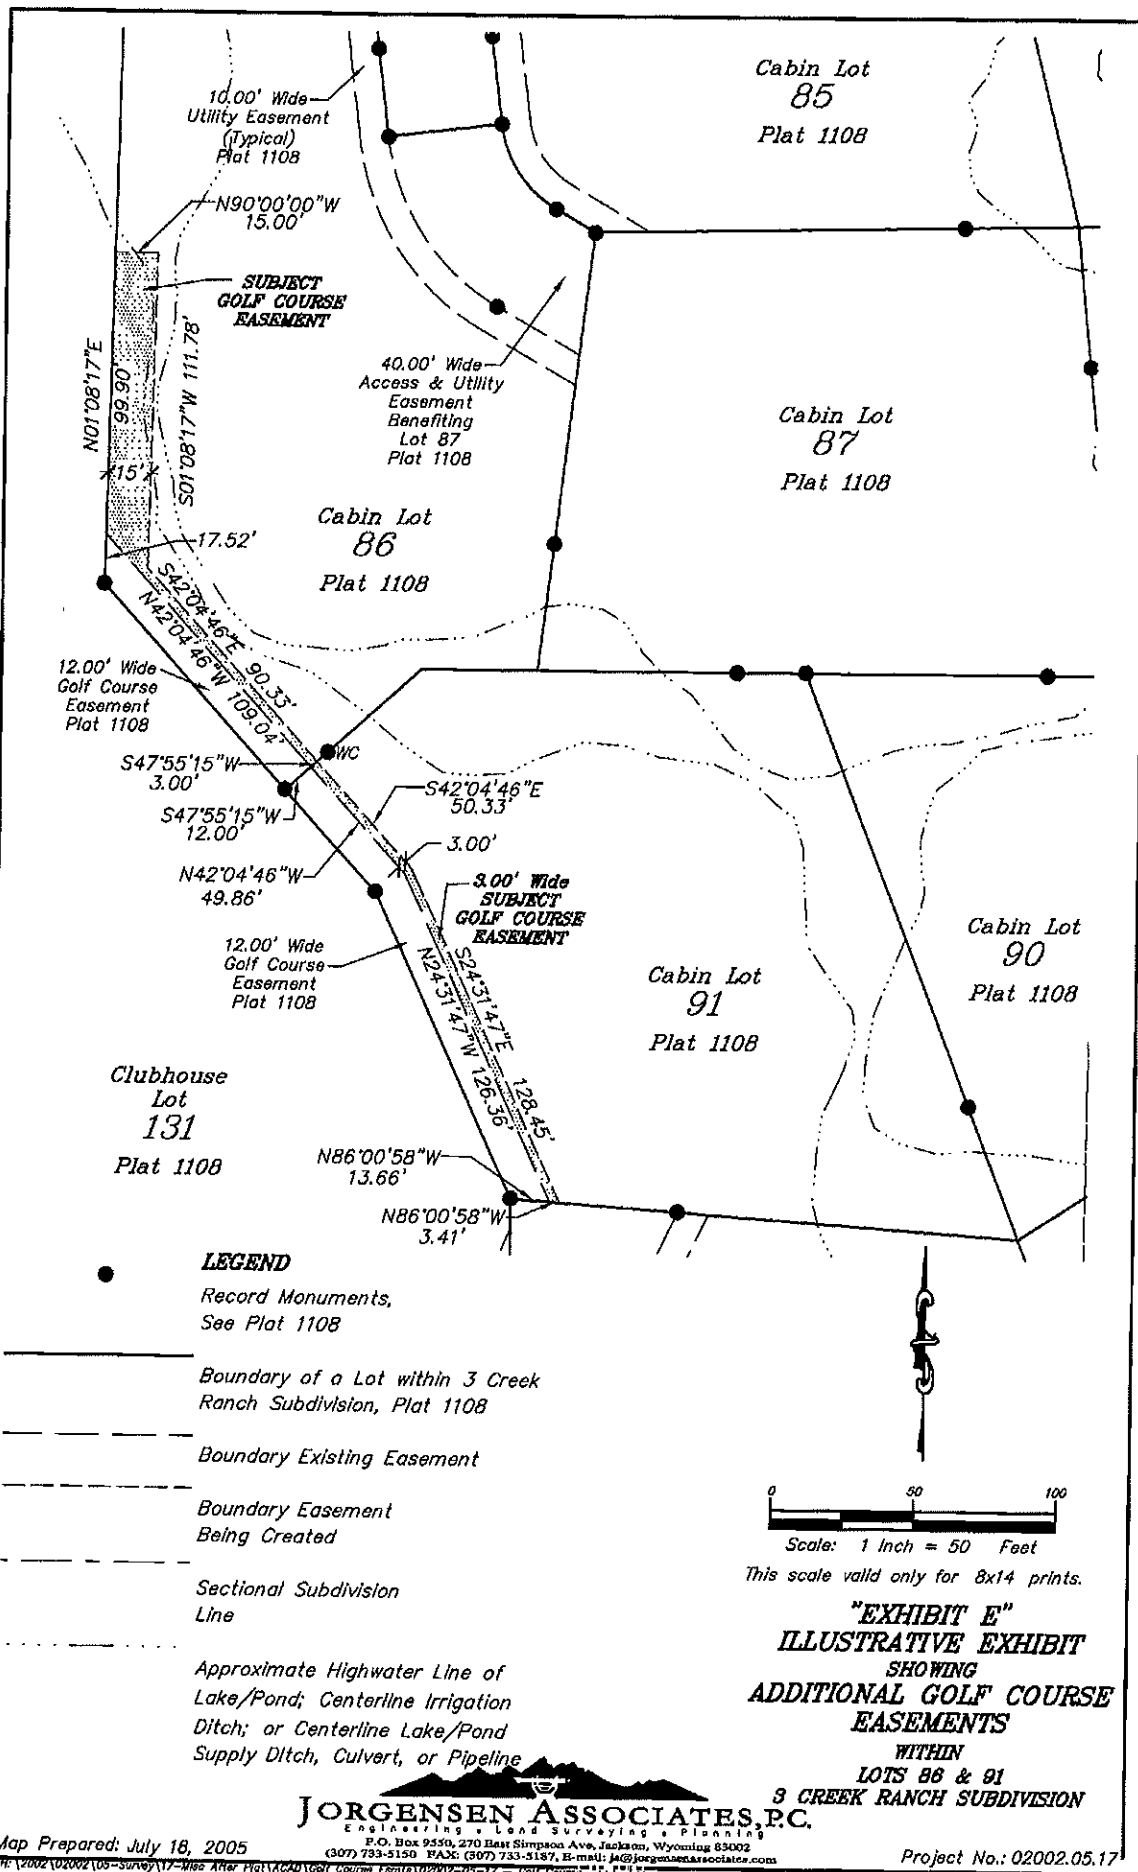 Cabin Lot
85
Plat 1108
10.00' Wide
Utility Easement
(Typical)
Plat 1108
N90°00'00"W
15.00'
SUBJECT
GOLF COURSE
EASEMENT
N01°08'17"E
99.90'
S01°08'17"W 111.78'
15'
40.00' Wide
Access & Utility
Easement
Benefiting
Lot 87
Plat 1108
Cabin Lot
87
Plat 1108
Cabin Lot
86
Plat 1108
17.52'
S42°04'46"E 90.33'
N42°04'46"W 109.04'
12.00' Wide
Golf Course
Easement
Plat 1108
WC
S47°55'15"W
3.00'
S47°55'15"W
12.00'
S42°04'46"E
50.33'
3.00'
N42°04'46"W
49.86'
3.00' Wide
SUBJECT
GOLF COURSE
EASEMENT
12.00' Wide
Golf Course
Easement
Plat 1108
S24°31'47"E 128.45'
N24°31'47"W 126.36'
Cabin Lot
91
Plat 1108
Cabin Lot
90
Plat 1108
Clubhouse
Lot
131
Plat 1108
N86°00'58"W
13.66'
N86°00'58"W
3.41'
LEGEND
Record Monuments,
See Plat 1108
Boundary of a Lot within 3 Creek
Ranch Subdivision, Plat 1108
Boundary Existing Easement
Boundary Easement
Being Created
Sectional Subdivision
Line
Approximate Highwater Line of
Lake/Pond; Centerline Irrigation
Ditch; or Centerline Lake/Pond
Supply Ditch, Culvert, or Pipeline
0 50 100
Scale: 1 Inch = 50 Feet
This scale valid only for 8x14 prints.
"EXHIBIT E"
ILLUSTRATIVE EXHIBIT
SHOWING
ADDITIONAL GOLF COURSE
EASEMENTS
WITHIN
LOTS 86 & 91
3 CREEK RANCH SUBDIVISION
JORGENSEN ASSOCIATES, P.C.
Engineering • Land Surveying • Planning
P.O. Box 9550, 270 East Simpson Ave, Jackson, Wyoming 83002
(307) 733-5150 FAX: (307) 733-5187, E-mail: ja@jorgensenassociates.com
Map Prepared: July 18, 2005
Project No.: 02002.05.17